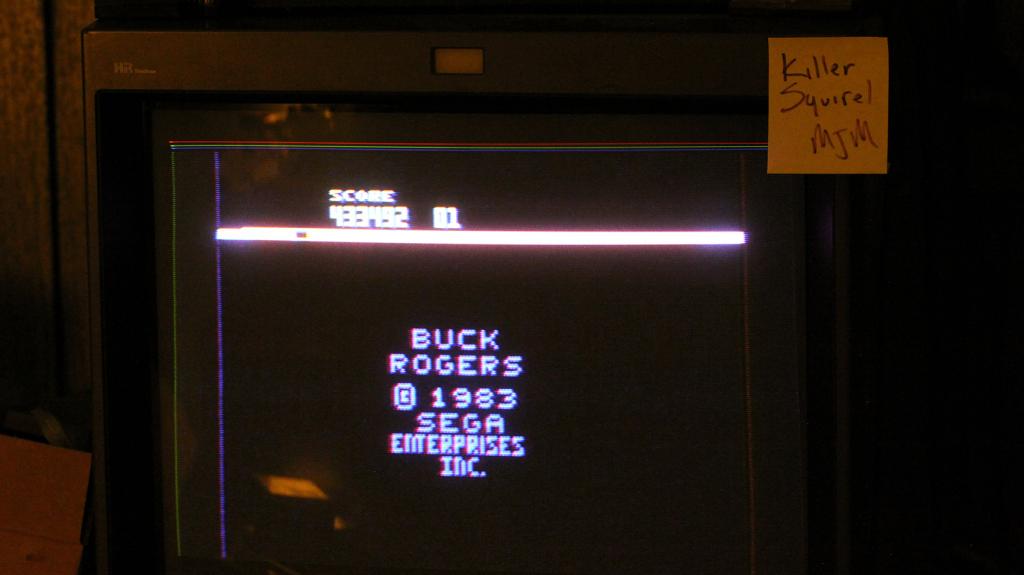 Killer
Squirel
MJM
SCORE
433492 01
BUCK
ROGERS
© 1983
SEGA
ENTERPRISES
INC.